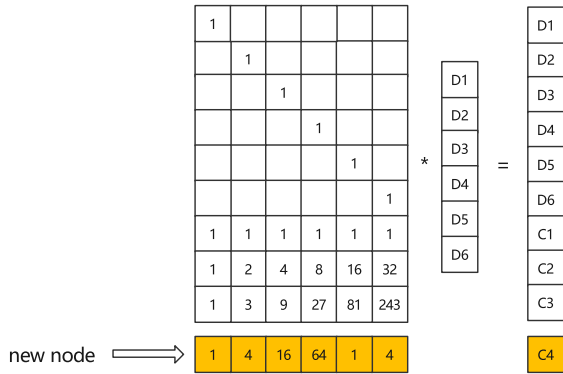 1 D1
1 D2
1 D1 D3
1 D2 D4
1 * D3 = D5
1 D4 D6
1 1 1 1 1 1 D5 C1
1 2 4 8 16 32 D6 C2
1 3 9 27 81 243 C3
new node 1 4 16 64 1 4 C4